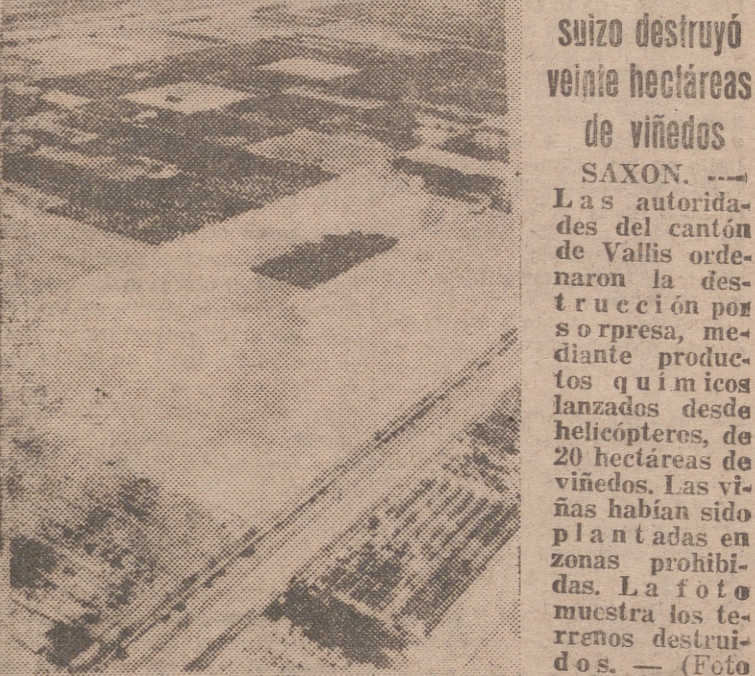 suizo destruyó
veinte hectáreas
de viñedos
SAXON. ---
Las autorida-
des del cantón
de Vallis orde-
naron la des-
trucción por
sorpresa, me-
diante produc-
tos químicos
lanzados desde
helicópteros, de
20 hectáreas de
viñedos. Las vi-
ñas habían sido
plantadas en
zonas prohibi-
das. La foto
muestra los te-
rrenos destrui-
dos. — (Foto